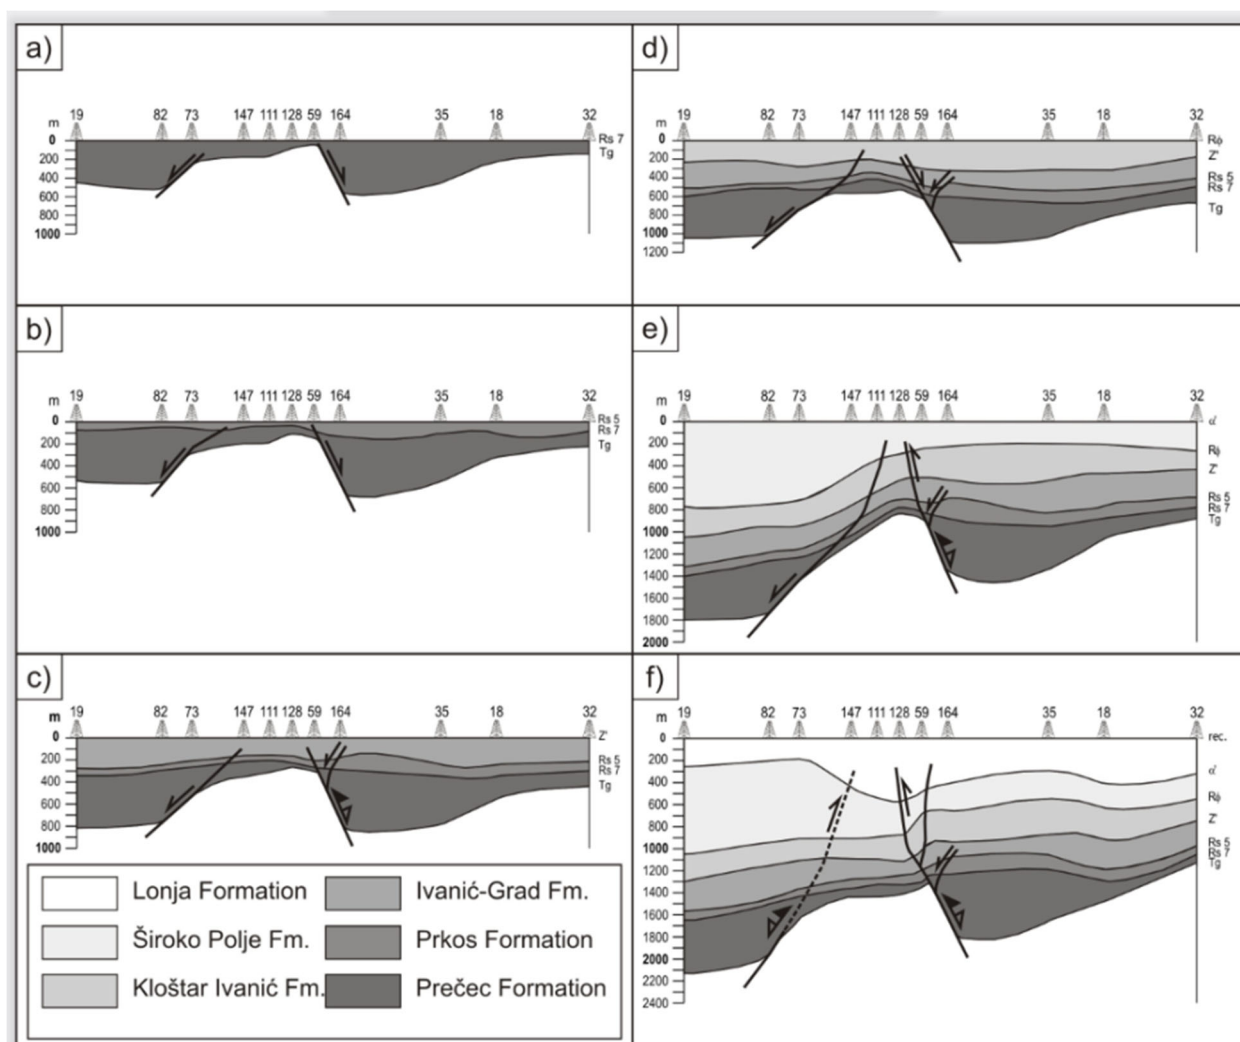 a)
19 82 73 147 111 128 59 164 35 18 32
m
0
200
400
600
800
1000
Rs 7
Tg
b)
19 82 73 147 111 128 59 164 35 18 32
m
0
200
400
600
800
1000
Rs 5
Rs 7
Tg
c)
19 82 73 147 111 128 59 164 35 18 32
m
0
200
400
600
800
1000
Z'
Rs 5
Rs 7
Tg
Lonja Formation
Široko Polje Fm.
Kloštar Ivanić Fm.
Ivanić-Grad Fm.
Prkos Formation
Prečec Formation
d)
19 82 73 147 111 128 59 164 35 18 32
m
0
200
400
600
800
1000
1200
Rϕ
Z'
Rs 5
Rs 7
Tg
e)
19 82 73 147 111 128 59 164 35 18 32
m
0
200
400
600
800
1000
1200
1400
1600
1800
2000
α'
Rϕ
Z'
Rs 5
Rs 7
Tg
f)
19 82 73 147 111 128 59 164 35 18 32
m
0
200
400
600
800
1000
1200
1400
1600
1800
2000
2200
2400
rec.
α'
Rϕ
Z'
Rs 5
Rs 7
Tg